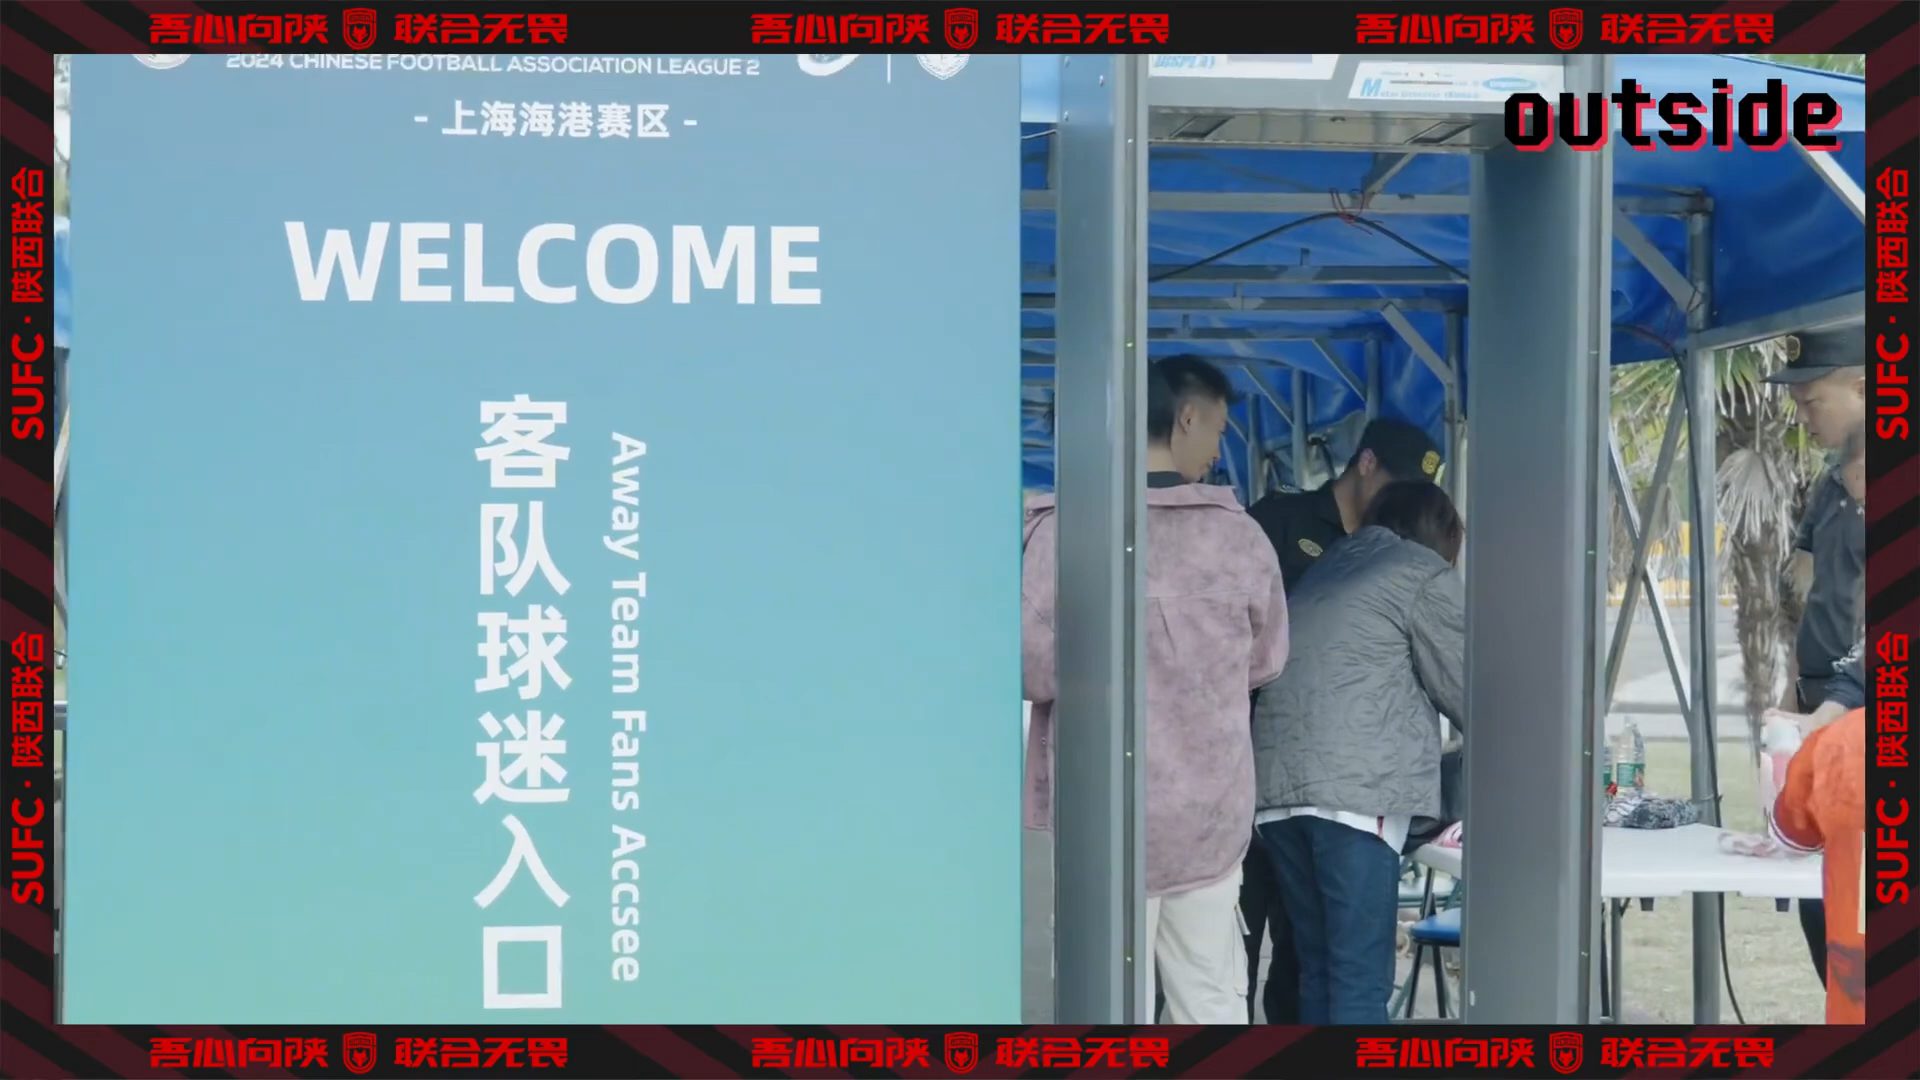 吾心向陕 联合无畏 吾心向陕 联合无畏 吾心向陕 联合无畏
2024 CHINESE FOOTBALL ASSOCIATION LEAGUE 2
DISPLAY
outside
- 上海海港赛区 -
WELCOME
客队球迷入口
Away Team Fans Accsee
SUFC · 陕西联合
SUFC · 陕西联合
SUFC · 陕西联合
SUFC · 陕西联合
吾心向陕 联合无畏 吾心向陕 联合无畏 吾心向陕 联合无畏